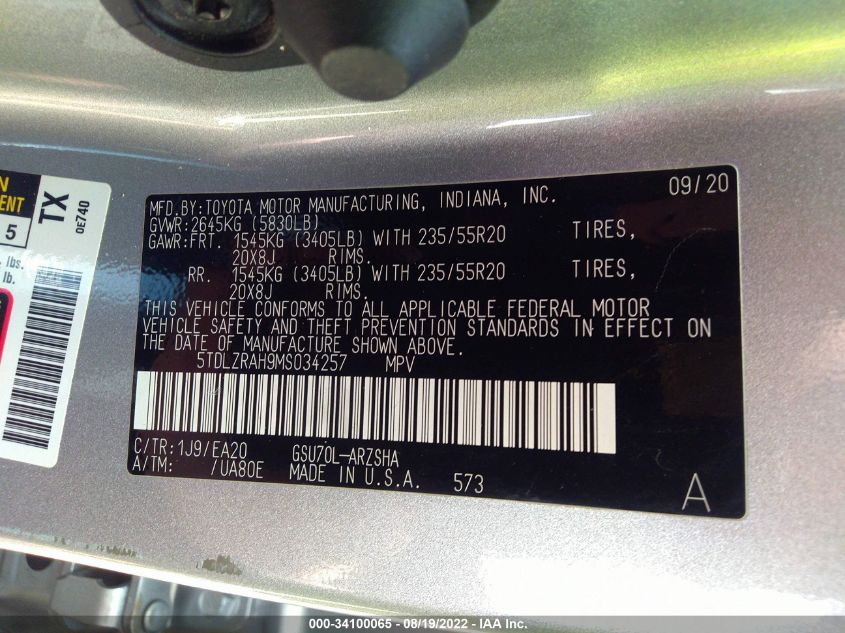 N
ENT
5
TX
0E740
lbs.
lb.
MFD.BY:TOYOTA MOTOR MANUFACTURING, INDIANA, INC. 09/20
GVWR:2645KG (5830LB)
GAWR:FRT. 1545KG (3405LB) WITH 235/55R20 TIRES,
20X8J RIMS.
RR. 1545KG (3405LB) WITH 235/55R20 TIRES,
20X8J RIMS.
THIS VEHICLE CONFORMS TO ALL APPLICABLE FEDERAL MOTOR
VEHICLE SAFETY AND THEFT PREVENTION STANDARDS IN EFFECT ON
THE DATE OF MANUFACTURE SHOWN ABOVE.
5TDLZRAH9MS034257 MPV
C/TR:1J9/EA20 GSU70L-ARZSHA
A/TM: /UA80E MADE IN U.S.A. 573
A
000-34100065 - 08/19/2022 - IAA Inc.